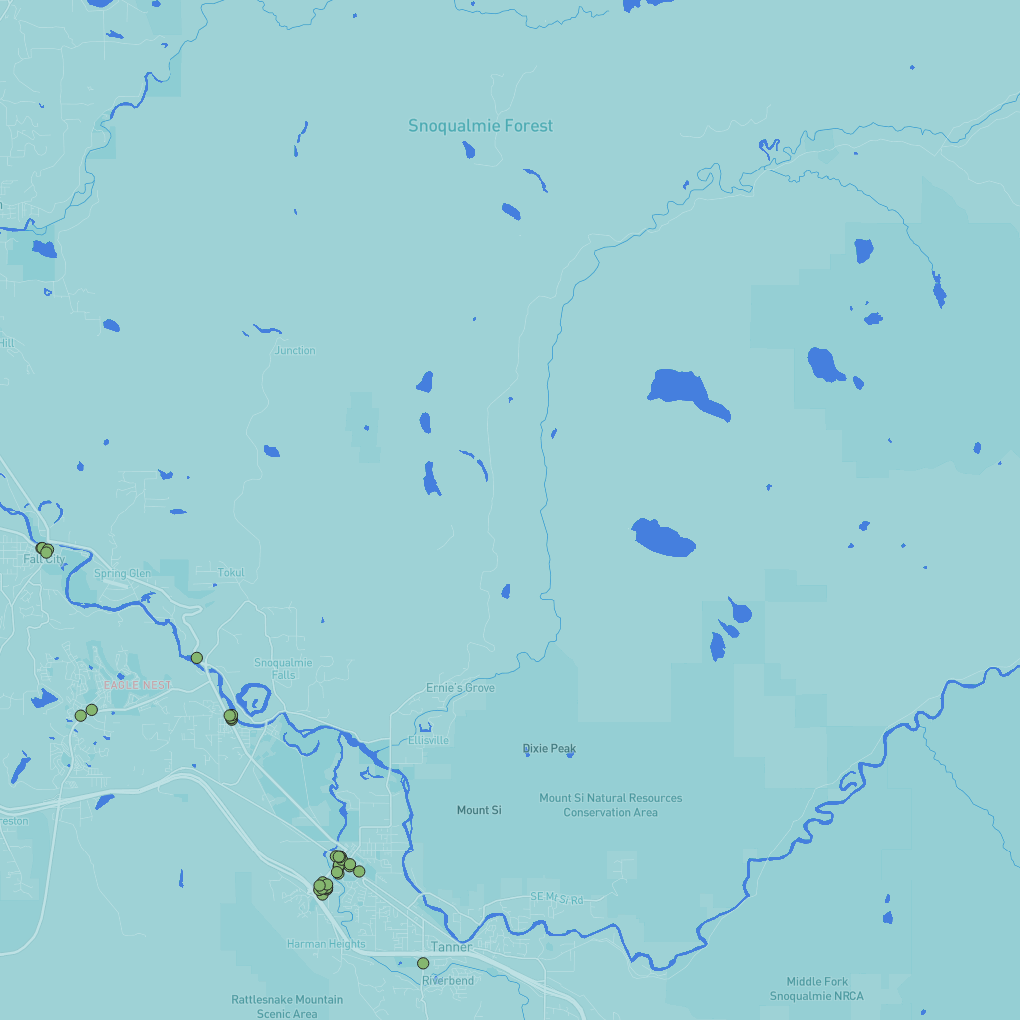 Snoqualmie Forest
Hill
Junction
Fall City
Spring Glen
Tokul
Snoqualmie
Falls
EAGLE NEST
Ernie's Grove
Ellisville
Dixie Peak
Mount Si
Mount Si Natural Resources
Conservation Area
reston
SE Mt Si Rd
Harman Heights
Tanner
Riverbend
Rattlesnake Mountain
Scenic Area
Middle Fork
Snoqualmie NRCA